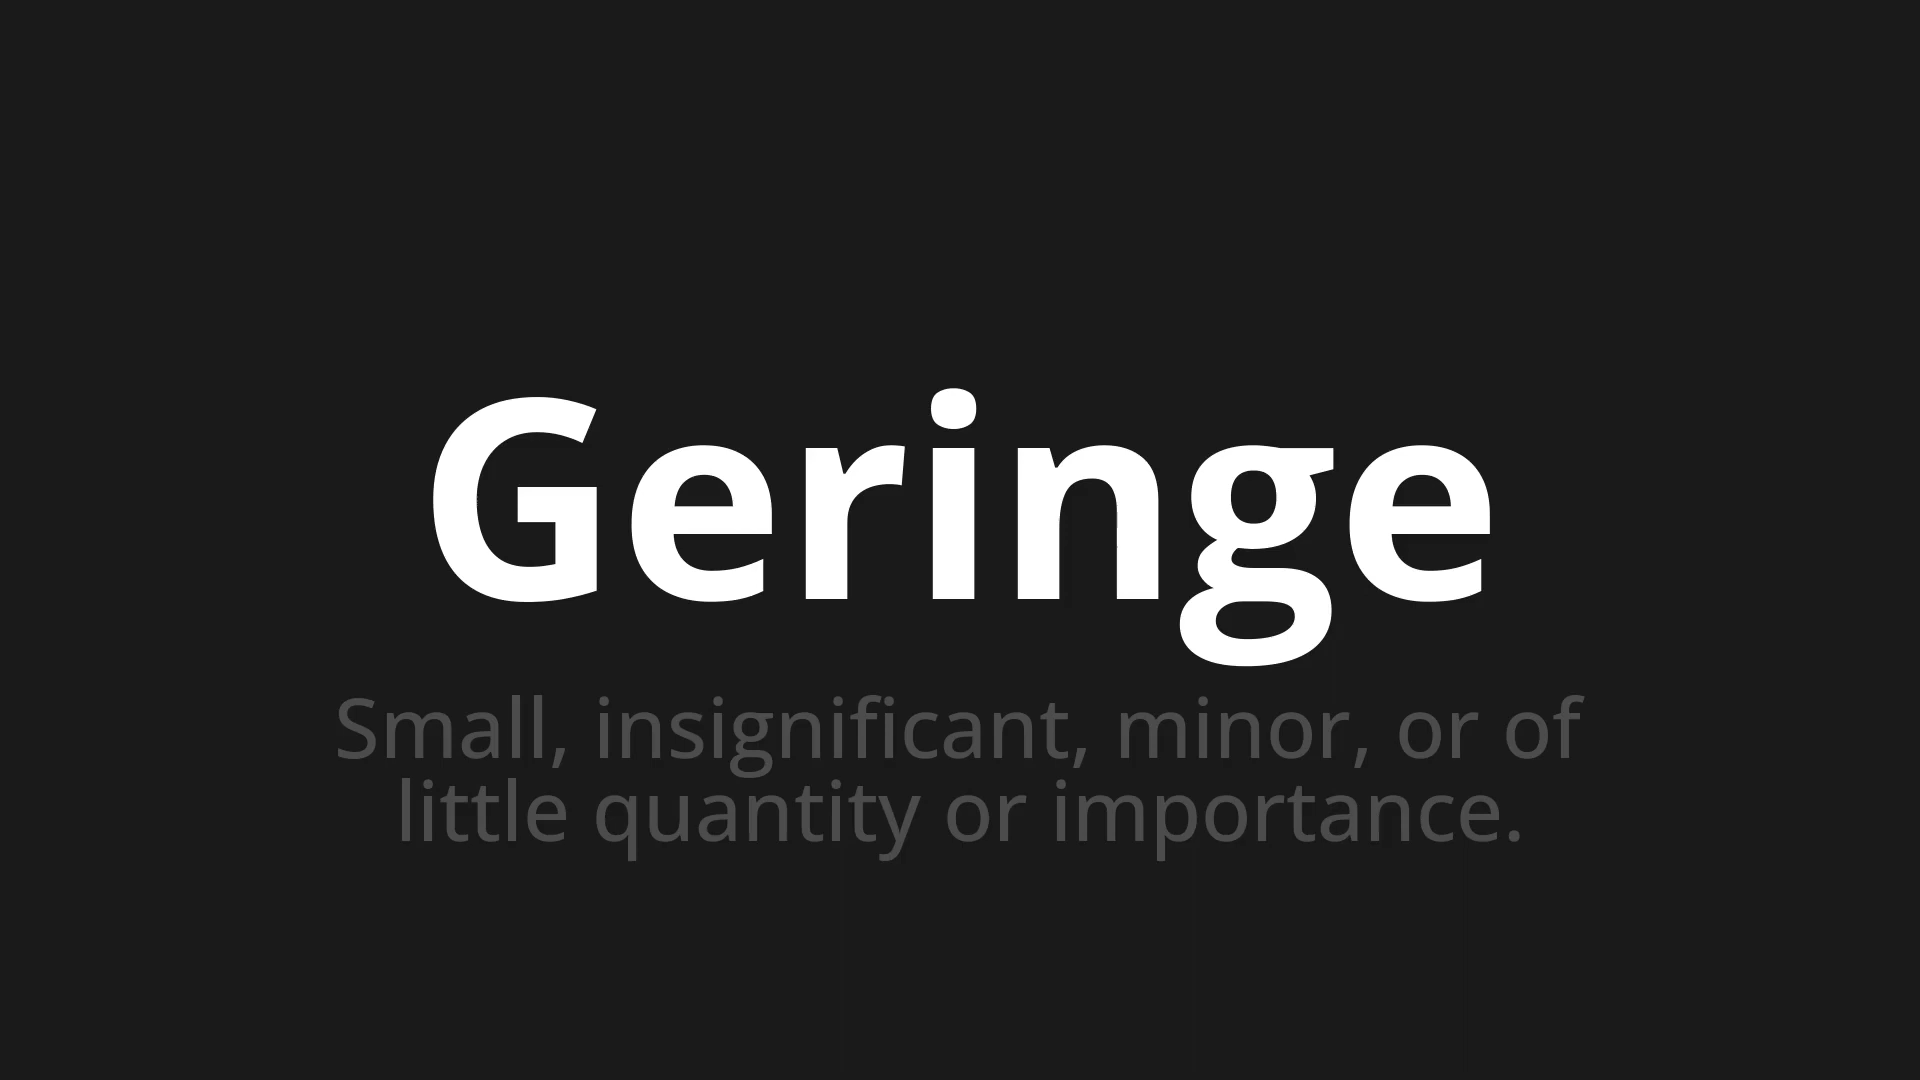 Geringe
Small, insignificant, minor, or of
little quantity or importance.